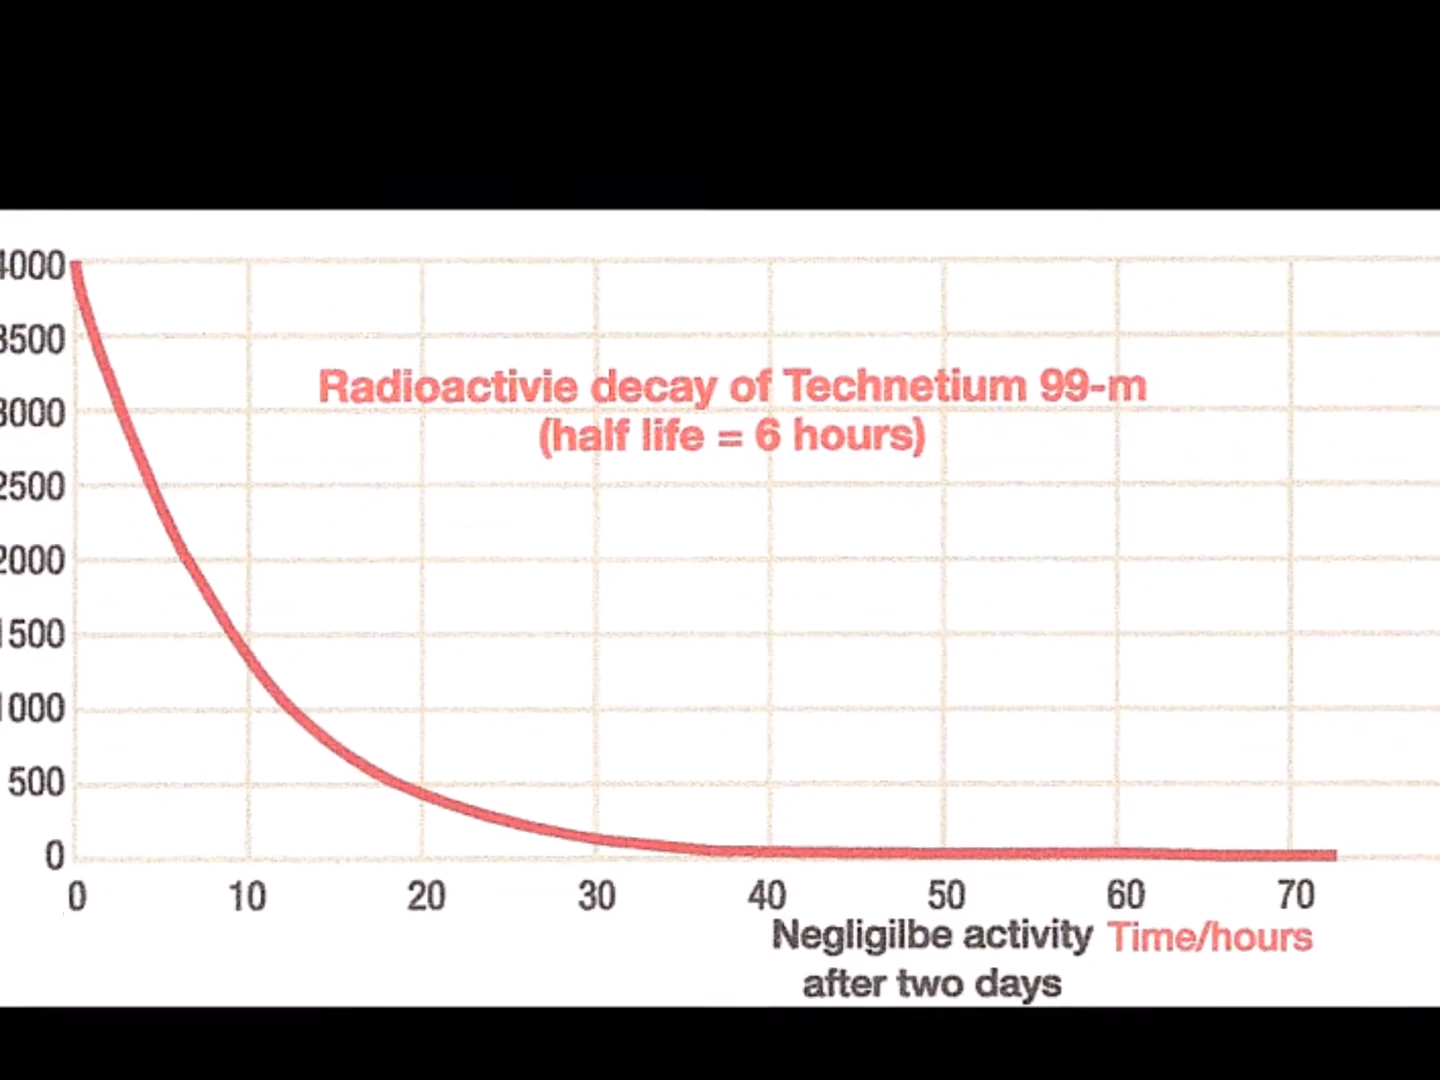 4000
3500
Radioactivie decay of Technetium 99-m
3000
(half life = 6 hours)
2500
2000
1500
1000
500
0
0 10 20 30 40 50 60 70
Negligilbe activity Time/hours
after two days